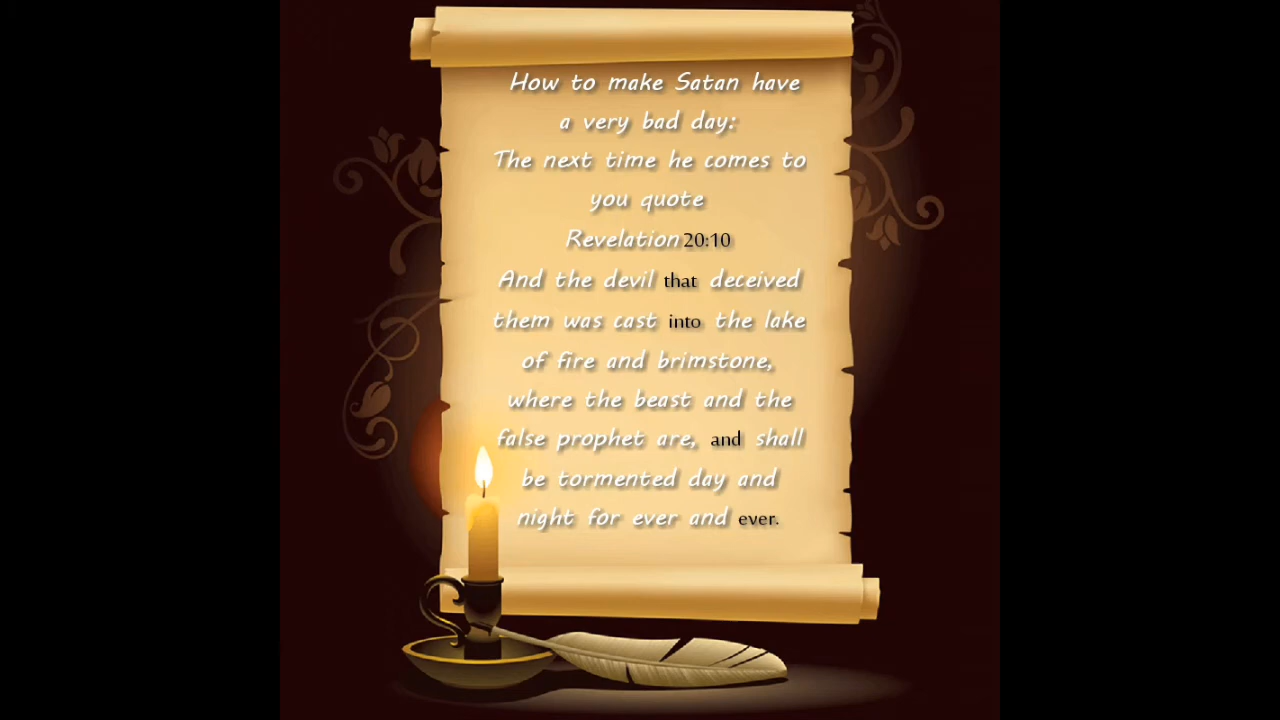 How to make Satan have
a very bad day:
The next time he comes to
you quote
Revelation 20:10
And the devil that deceived
them was cast into the lake
of fire and brimstone,
where the beast and the
false prophet are, and shall
be tormented day and
night for ever and ever.